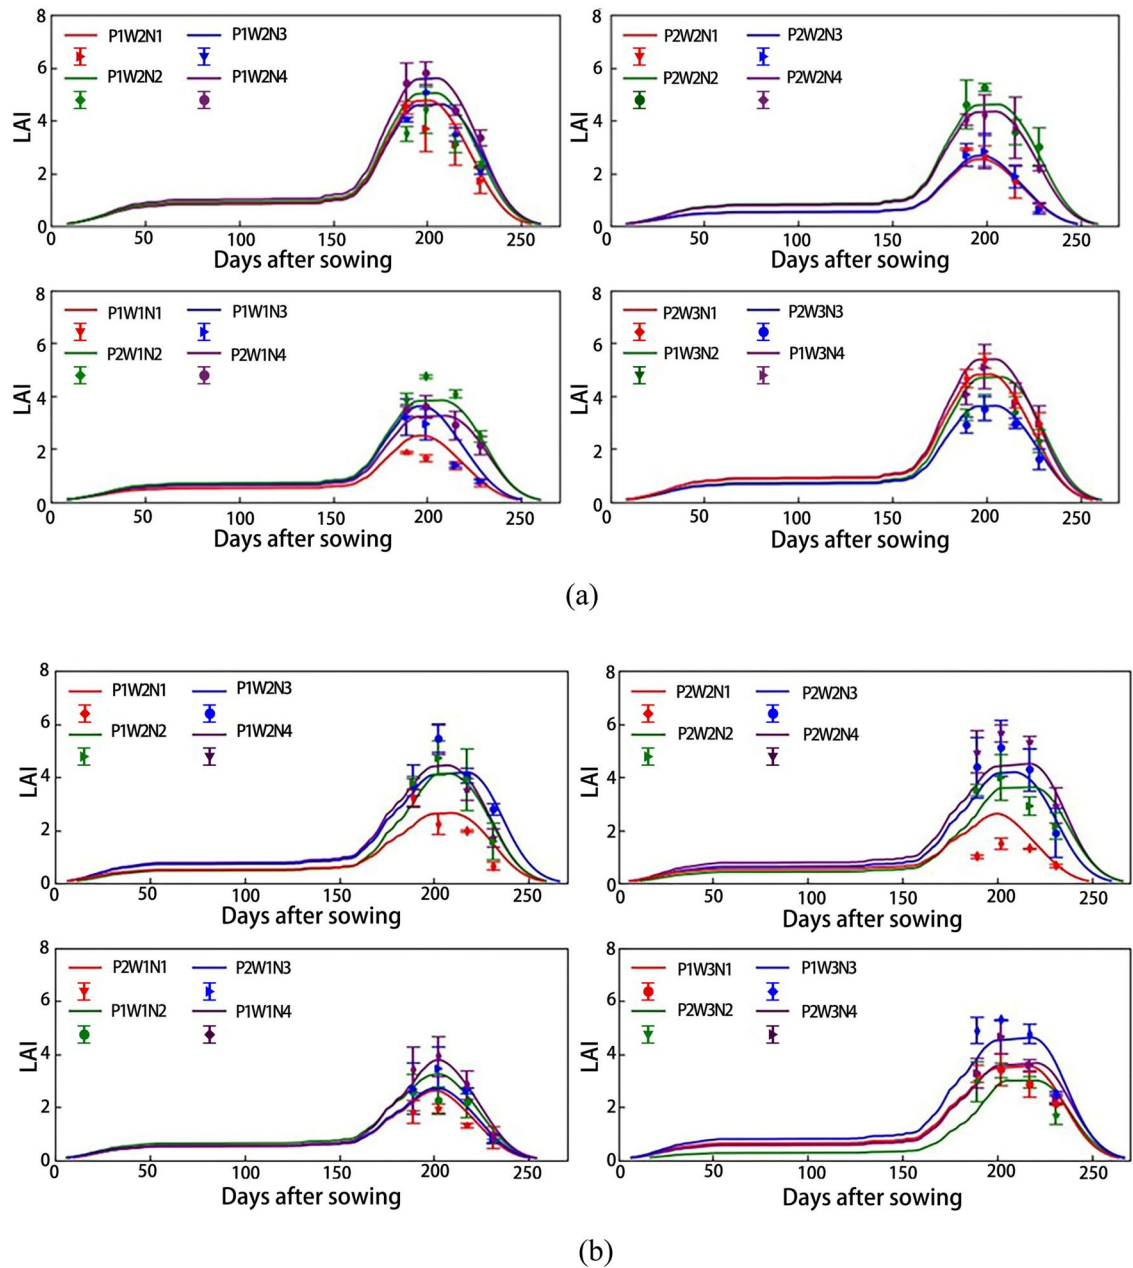 8
6
4
2
0
LAI
P1W2N1
P1W2N3
P1W2N2
P1W2N4
0 50 100 150 200 250
Days after sowing
8
6
4
2
0
LAI
P2W2N1
P2W2N3
P2W2N2
P2W2N4
0 50 100 150 200 250
Days after sowing
8
6
4
2
0
LAI
P1W1N1
P1W1N3
P2W1N2
P2W1N4
0 50 100 150 200 250
Days after sowing
8
6
4
2
0
LAI
P2W3N1
P2W3N3
P1W3N2
P1W3N4
0 50 100 150 200 250
Days after sowing
(a)
8
6
4
2
0
LAI
P1W2N1
P1W2N3
P1W2N2
P1W2N4
0 50 100 150 200 250
Days after sowing
8
6
4
2
0
LAI
P2W2N1
P2W2N3
P2W2N2
P2W2N4
0 50 100 150 200 250
Days after sowing
8
6
4
2
0
LAI
P2W1N1
P2W1N3
P1W1N2
P1W1N4
0 50 100 150 200 250
Days after sowing
8
6
4
2
0
LAI
P1W3N1
P1W3N3
P2W3N2
P2W3N4
0 50 100 150 200 250
Days after sowing
(b)